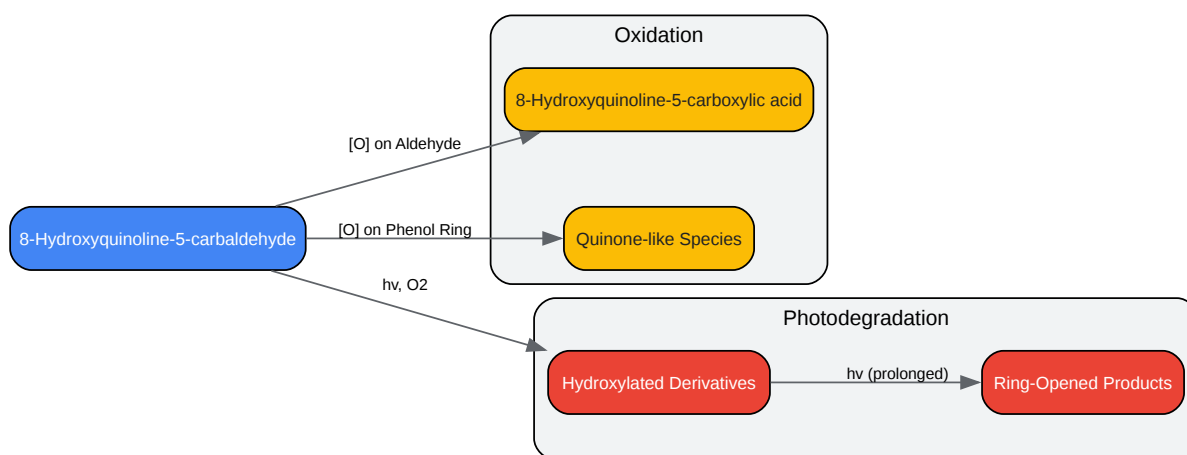 Oxidation
8-Hydroxyquinoline-5-carboxylic acid
[O] on Aldehyde
8-Hydroxyquinoline-5-carbaldehyde
[O] on Phenol Ring
Quinone-like Species
hv, O2
Photodegradation
Hydroxylated Derivatives
hv (prolonged)
Ring-Opened Products